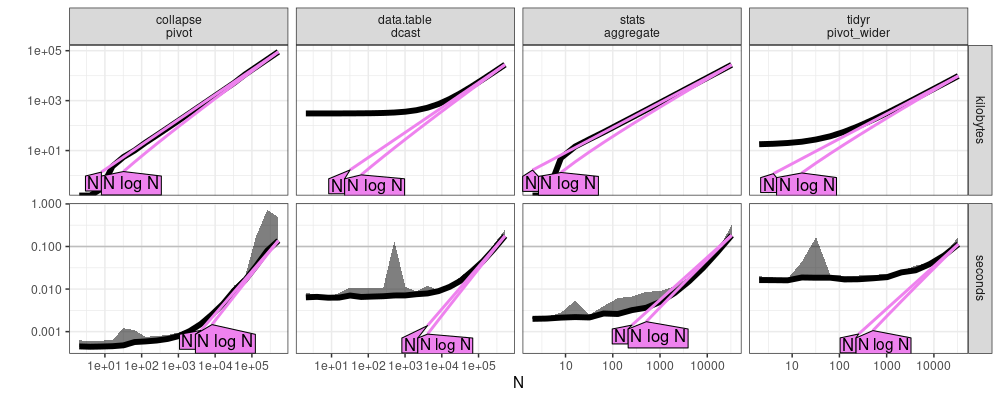 collapse
pivot
data.table
dcast
stats
aggregate
tidyr
pivot_wider
1e+05
1e+03
1e+01
N
N log N
N
N log N
N
N log N
N
N log N
kilobytes
1.000
0.100
0.010
0.001
N
N log N
N
N log N
N
N log N
N
N log N
seconds
1e+01 1e+02 1e+03 1e+04 1e+05
1e+01 1e+02 1e+03 1e+04 1e+05
10 100 1000 10000
10 100 1000 10000
N